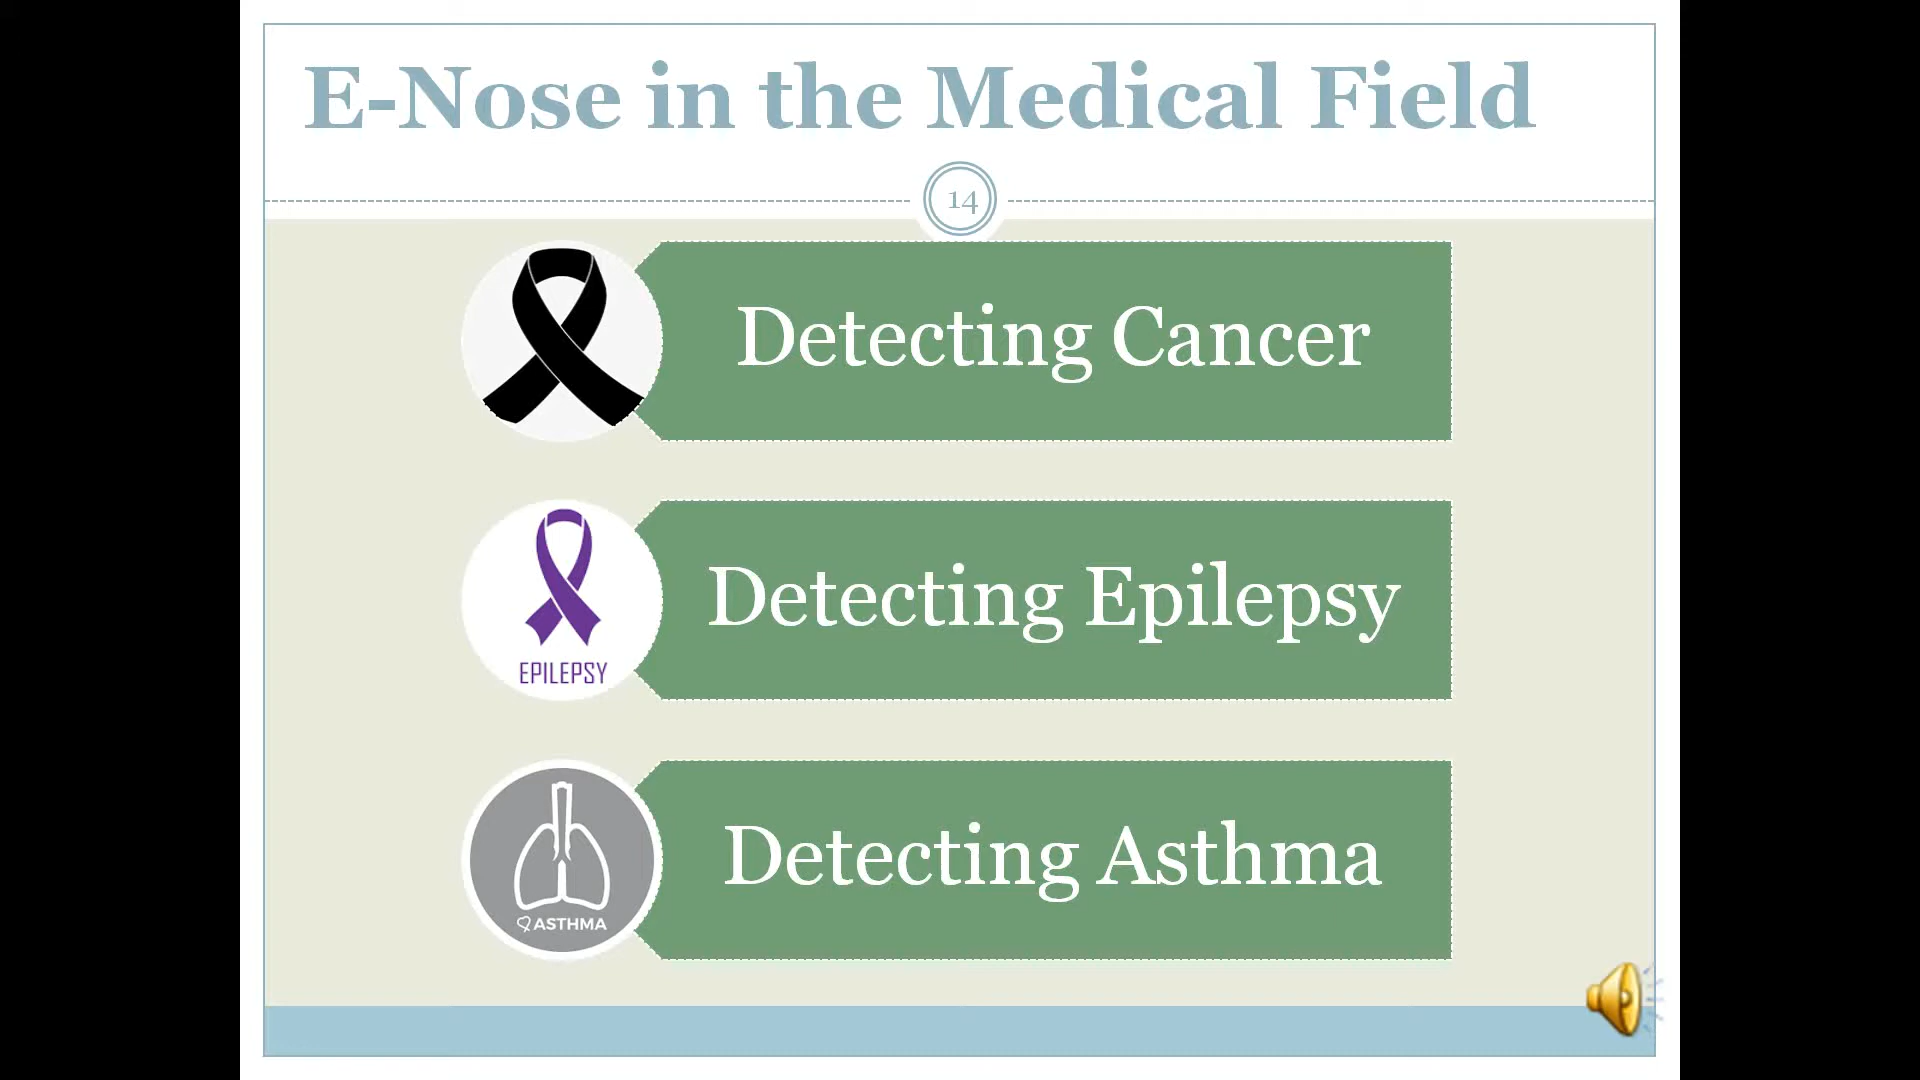 E-Nose in the Medical Field
14
Detecting Cancer
EPILEPSY
Detecting Epilepsy
ASTHMA
Detecting Asthma